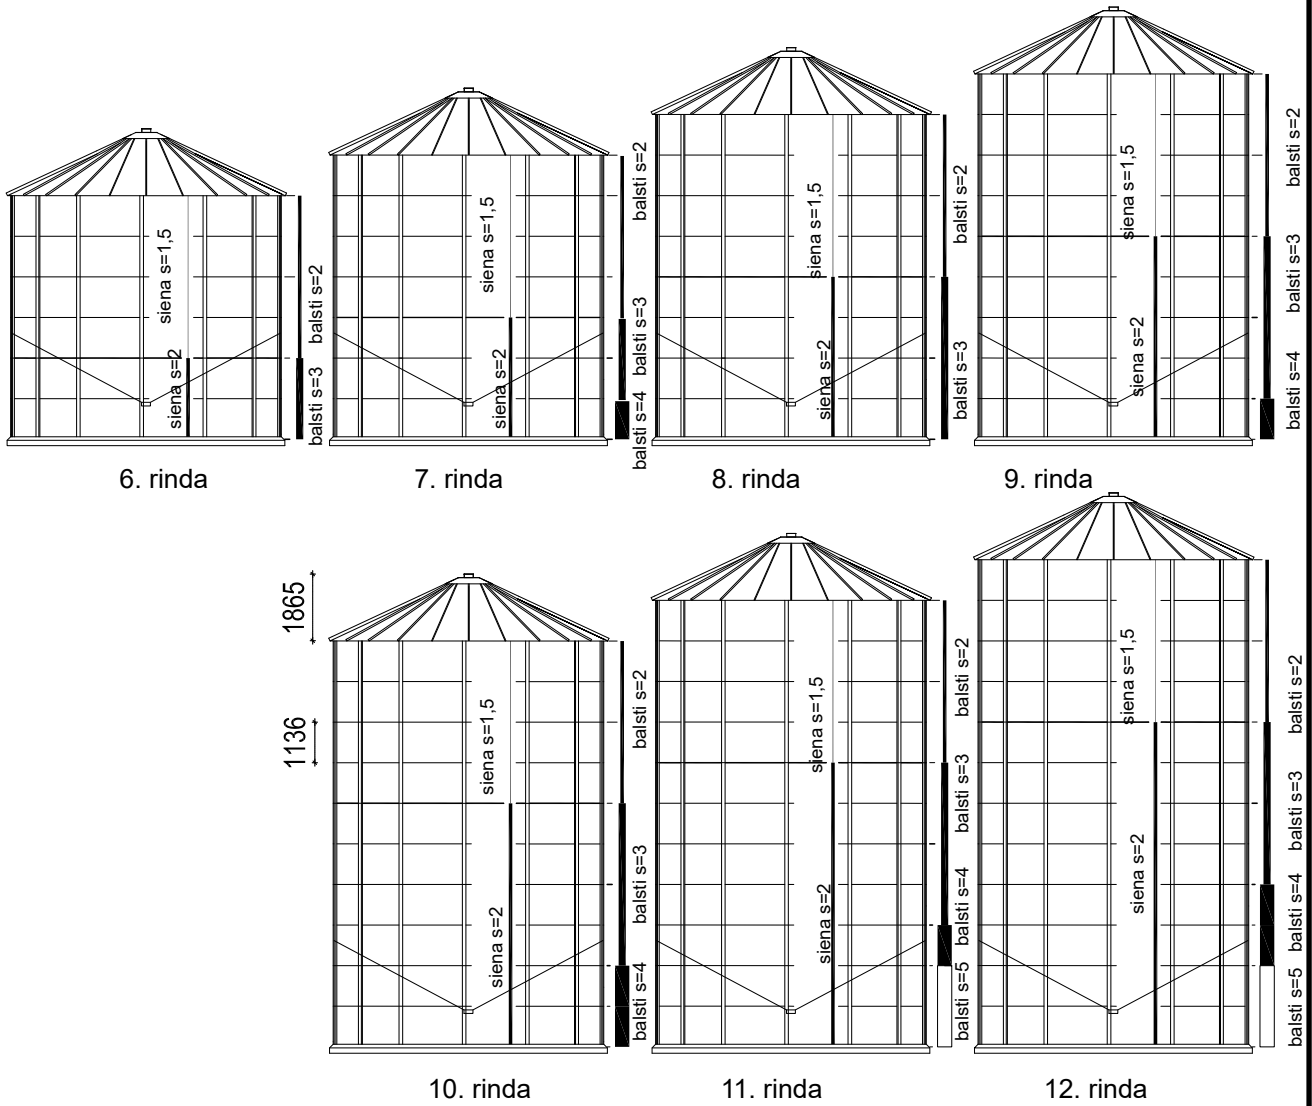 siena s=1,5
siena s=2
balsti s=2
balsti s=3
6. rinda
siena s=1,5
siena s=2
balsti s=2
balsti s=3
balsti s=4
7. rinda
siena s=1,5
siena s=2
balsti s=2
balsti s=3
8. rinda
siena s=1,5
siena s=2
balsti s=2
balsti s=3
balsti s=4
9. rinda
1865
1136
siena s=1,5
siena s=2
balsti s=2
balsti s=3
balsti s=4
10. rinda
siena s=1,5
siena s=2
balsti s=2
balsti s=3
balsti s=4
balsti s=5
11. rinda
siena s=1,5
siena s=2
balsti s=2
balsti s=3
balsti s=4
balsti s=5
12. rinda